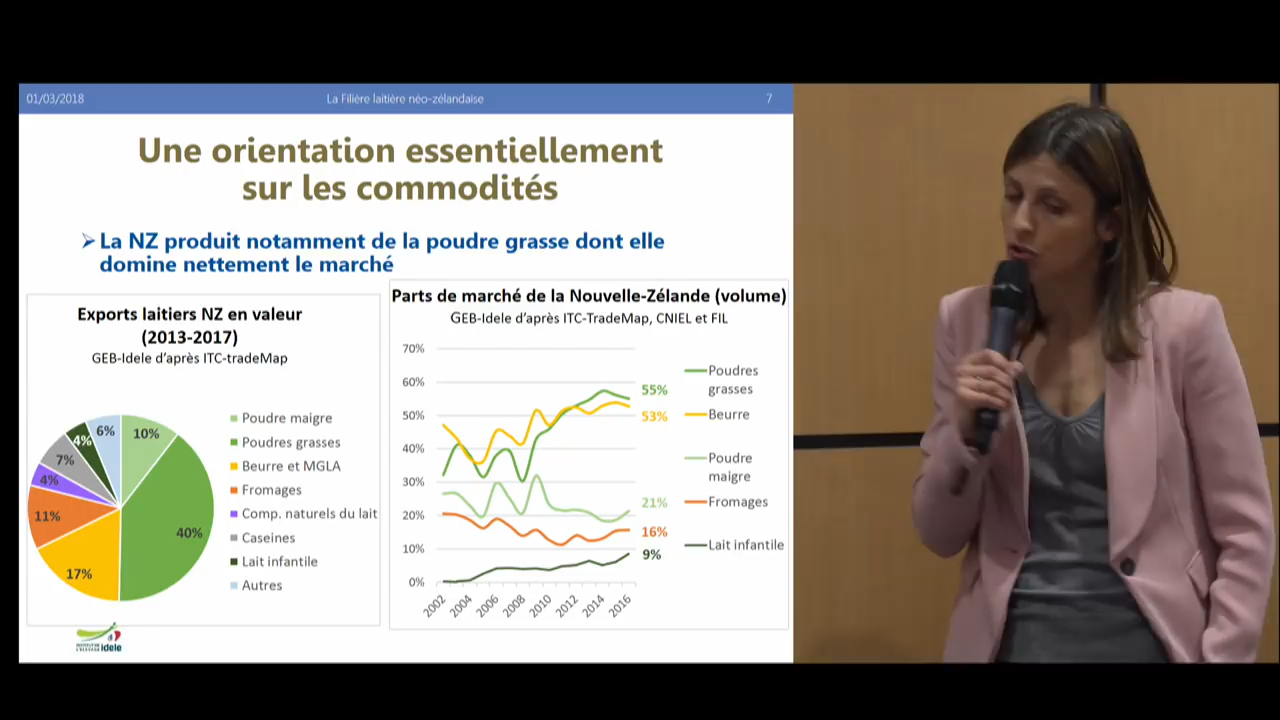 01/03/2018
La Filière laitière néo-zélandaise
7
Une orientation essentiellement
sur les commodités
La NZ produit notamment de la poudre grasse dont elle
domine nettement le marché
Exports laitiers NZ en valeur
(2013-2017)
GEB-Idele d'après ITC-tradeMap
10%
40%
17%
11%
4%
7%
4%
6%
Poudre maigre
Poudres grasses
Beurre et MGLA
Fromages
Comp. naturels du lait
Caseines
Lait infantile
Autres
Parts de marché de la Nouvelle-Zélande (volume)
GEB-Idele d'après ITC-TradeMap, CNIEL et FIL
70%
60%
50%
40%
30%
20%
10%
0%
2002
2004
2006
2008
2010
2012
2014
2016
55%
53%
21%
16%
9%
Poudres
grasses
Beurre
Poudre
maigre
Fromages
Lait infantile
INSTITUT DE
L'ELEVAGE idele